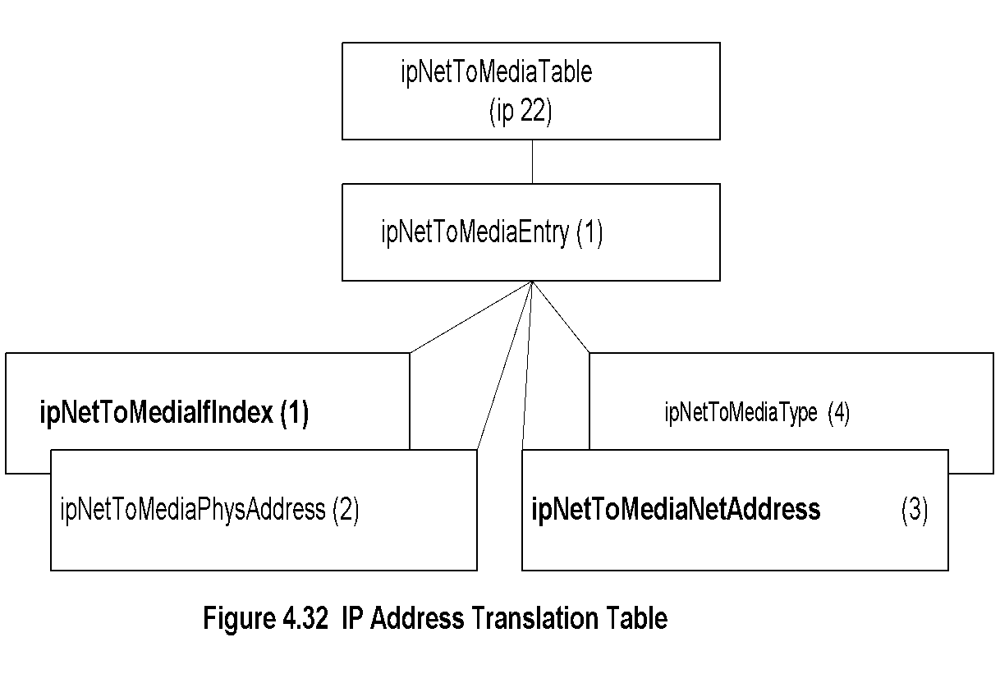 ipNetToMediaTable
(ip 22)
ipNetToMediaEntry (1)
ipNetToMediaIfIndex (1)
ipNetToMediaType (4)
ipNetToMediaPhysAddress (2)
ipNetToMediaNetAddress (3)
Figure 4.32 IP Address Translation Table